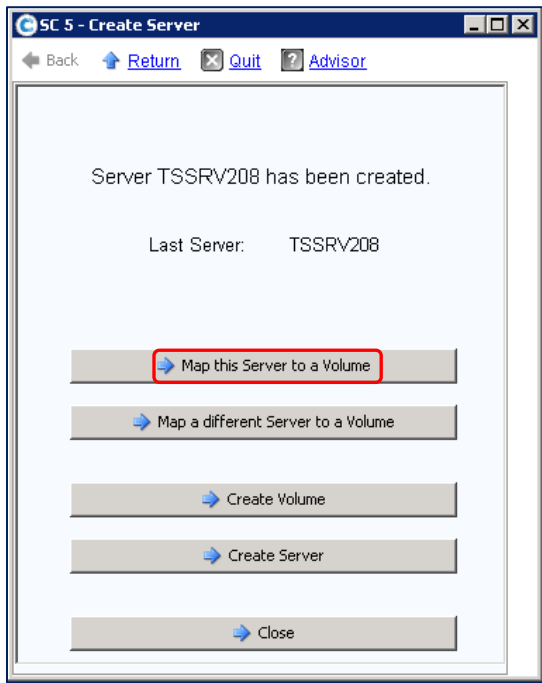 SC 5 - Create Server
Back Return Quit ? Advisor
Server TSSRV208 has been created.
Last Server: TSSRV208
Map this Server to a Volume
Map a different Server to a Volume
Create Volume
Create Server
Close